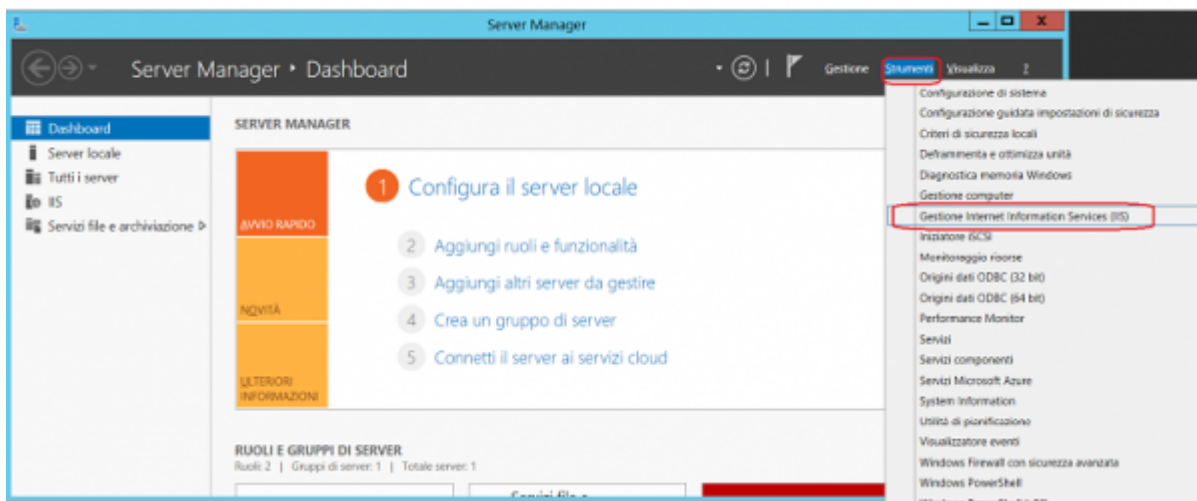 Server Manager
Server Manager • Dashboard
Gestione Strumenti Visualizza ?
Configurazione di sistema
Configurazione guidata impostazioni di sicurezza
Criteri di sicurezza locali
Deframmenta e ottimizza unità
Diagnostica memoria Windows
Gestione computer
Gestione Internet Information Services (IIS)
Iniziatore iSCSI
Monitoraggio risorse
Origini dati ODBC (32 bit)
Origini dati ODBC (64 bit)
Performance Monitor
Servizi
Servizi componenti
Servizi Microsoft Azure
System Information
Utilità di pianificazione
Visualizzatore eventi
Windows Firewall con sicurezza avanzata
Windows PowerShell
Dashboard
Server locale
Tutti i server
IIS
Servizi file e archiviazione
SERVER MANAGER
AVVIO RAPIDO
NOVITÀ
ULTERIORI
INFORMAZIONI
1 Configura il server locale
2 Aggiungi ruoli e funzionalità
3 Aggiungi altri server da gestire
4 Crea un gruppo di server
5 Connetti il server ai servizi cloud
RUOLI E GRUPPI DI SERVER
Ruoli: 2 | Gruppi di server: 1 | Totale server: 1
Servizi file e